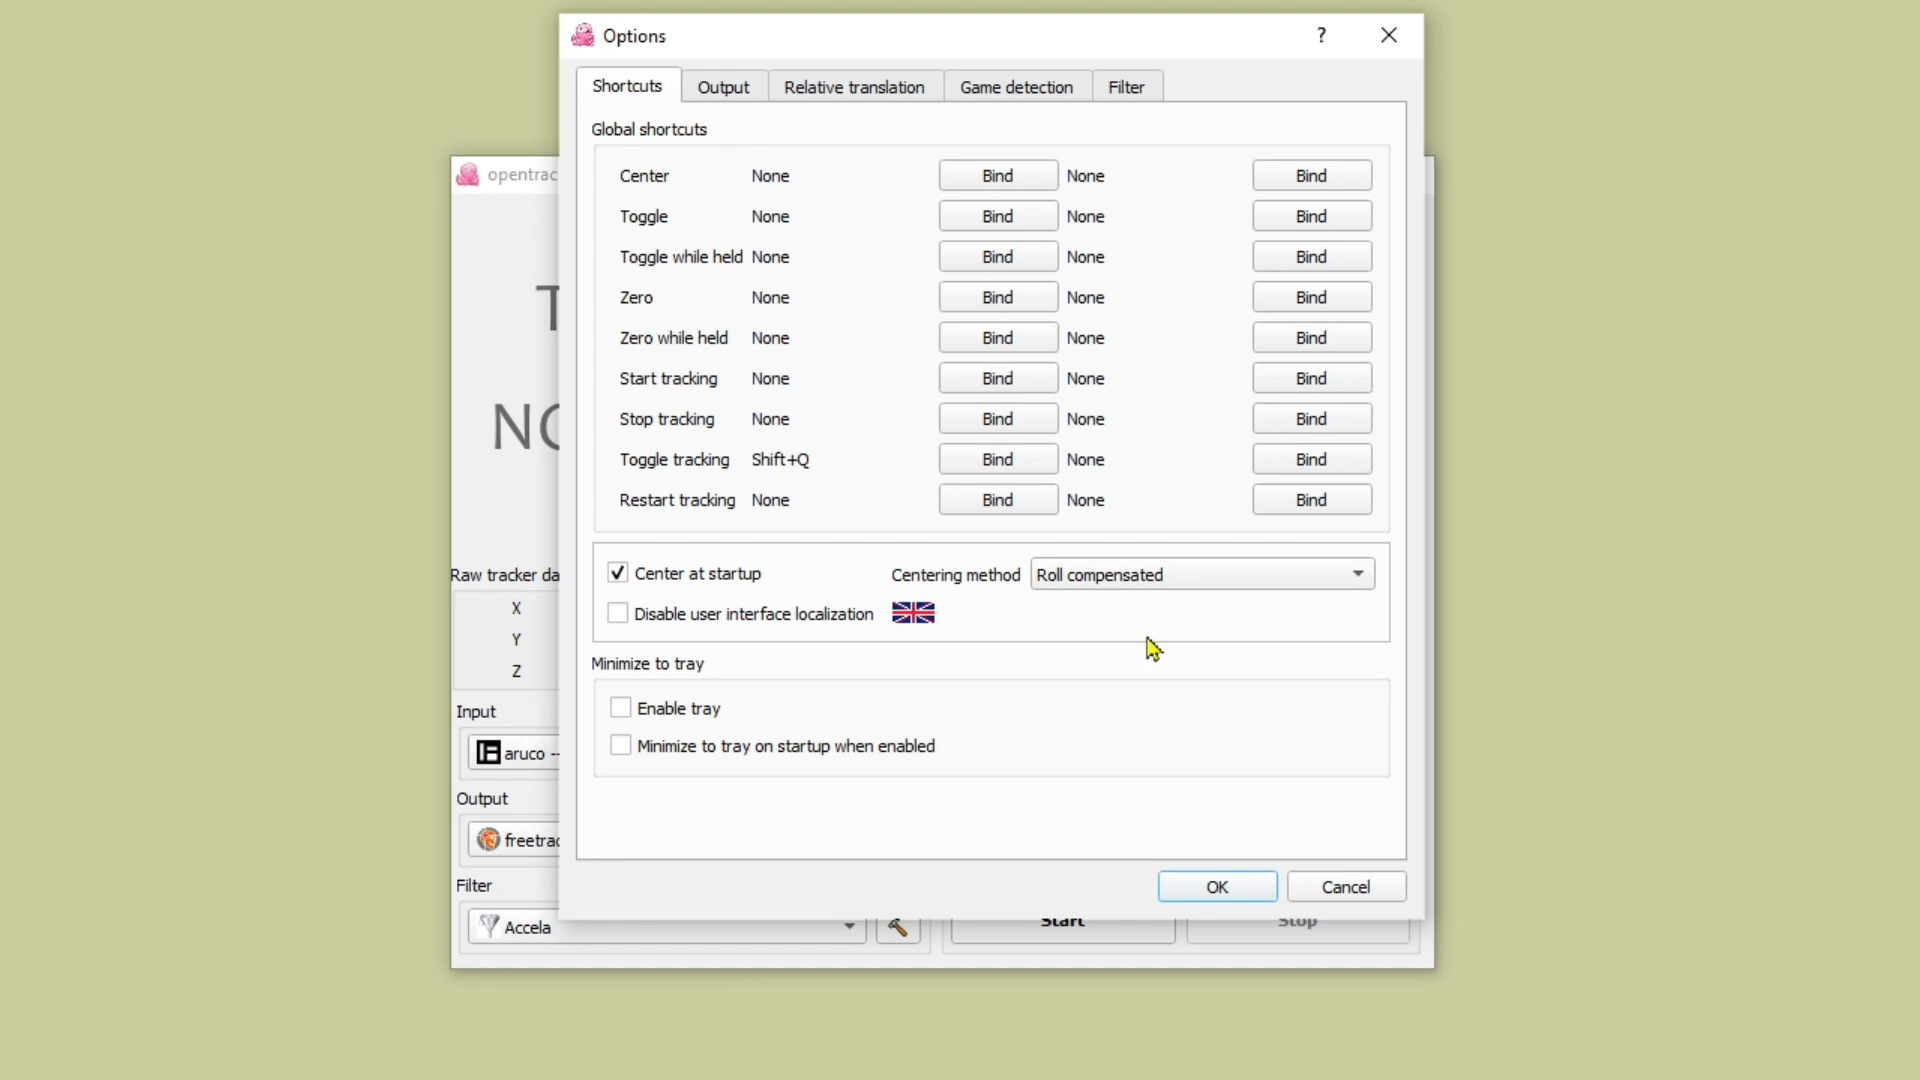 Options
?
Shortcuts Output Relative translation Game detection Filter
Global shortcuts
Center None Bind None Bind
Toggle None Bind None Bind
Toggle while held None Bind None Bind
Zero None Bind None Bind
Zero while held None Bind None Bind
Start tracking None Bind None Bind
Stop tracking None Bind None Bind
Toggle tracking Shift+Q Bind None Bind
Restart tracking None Bind None Bind
Center at startup Centering method Roll compensated
Disable user interface localization
Minimize to tray
Enable tray
Minimize to tray on startup when enabled
OK Cancel
opentrac
T
NO
Raw tracker da
X
Y
Z
Input
aruco --
Output
freetrac
Filter
Accela
Start Stop